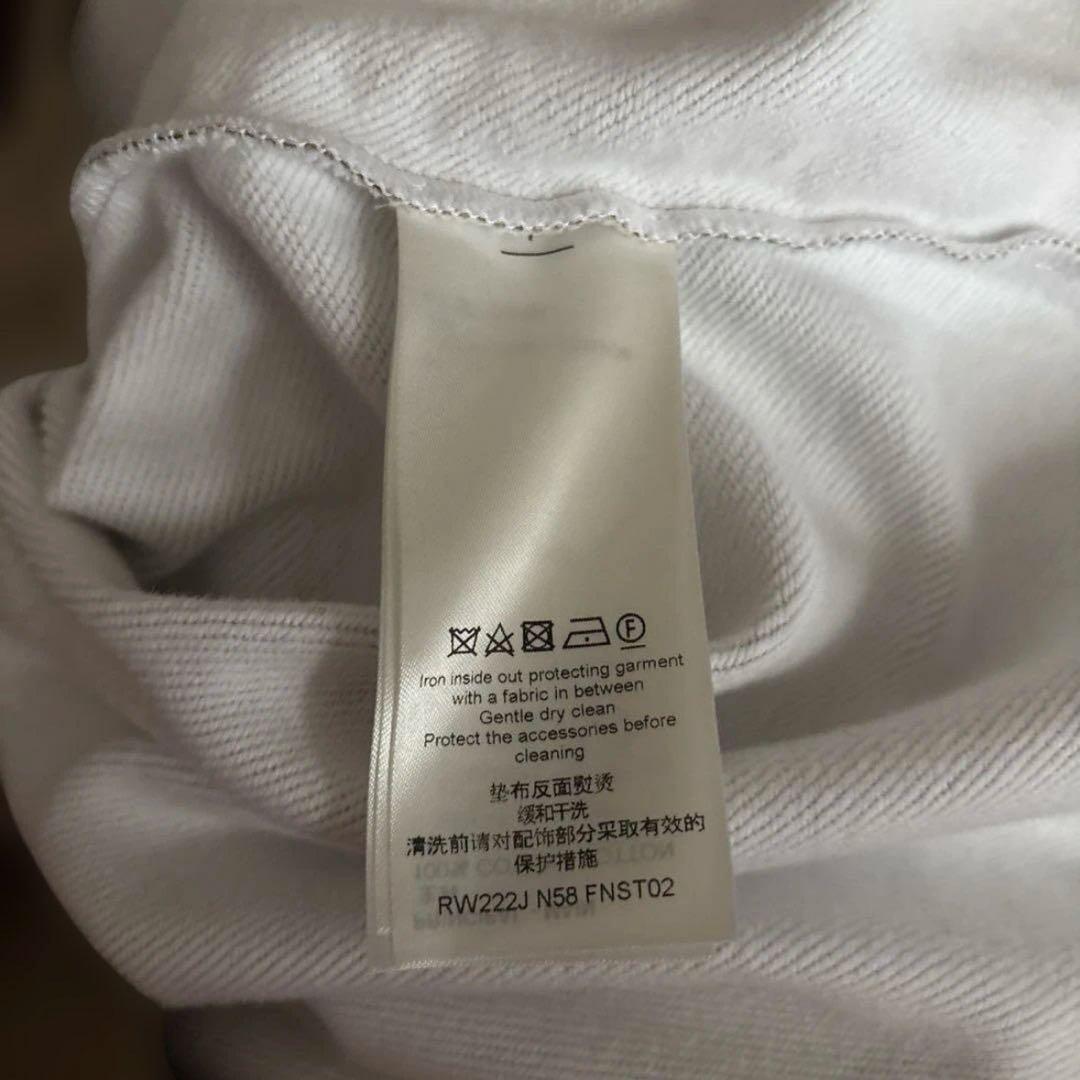 F
Iron inside out protecting garment
with a fabric in between
Gentle dry clean
Protect the accessories before
cleaning
垫布反面熨烫
缓和干洗
清洗前请对配饰部分采取有效的
保护措施
RW222J N58 FNST02